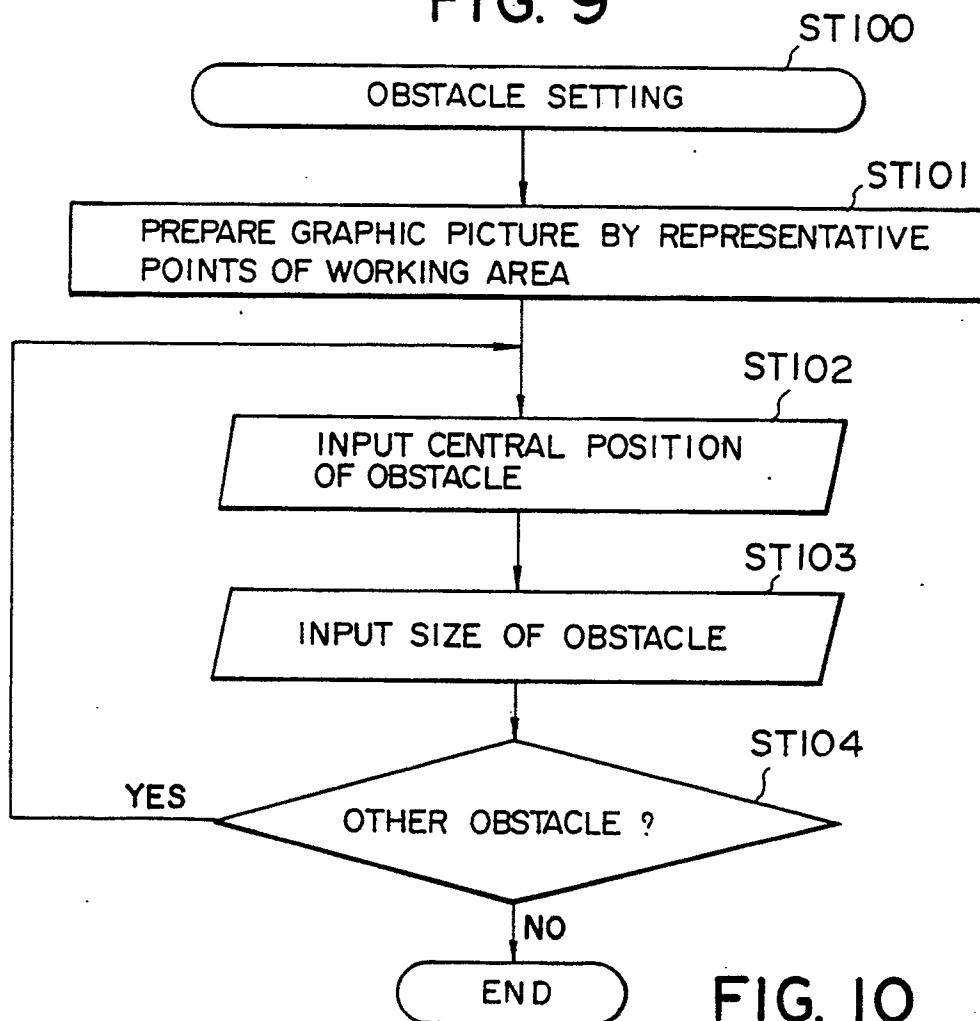 FIG. 9
ST100
OBSTACLE SETTING
ST101
PREPARE GRAPHIC PICTURE BY REPRESENTATIVE
POINTS OF WORKING AREA
ST102
INPUT CENTRAL POSITION
OF OBSTACLE
ST103
INPUT SIZE OF OBSTACLE
ST104
YES
OTHER OBSTACLE ?
NO
END
FIG. 10